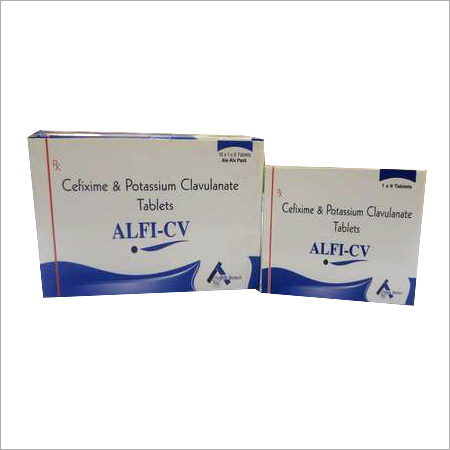 10 x 1 x 6 Tablets
Alu-Alu Pack
Rx
Cefixime & Potassium Clavulanate
Tablets
ALFI-CV
1 x 6 Tablets
Rx
Cefixime & Potassium Clavulanate
Tablets
ALFI-CV